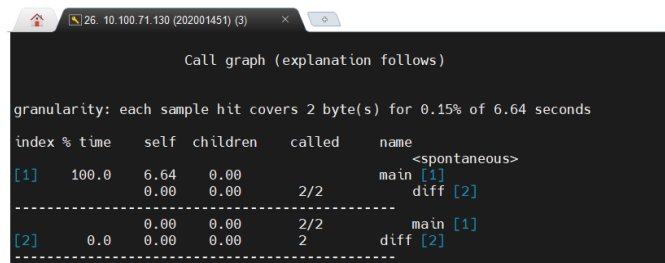 26. 10.100.71.130 (202001451) (3)
Call graph (explanation follows)
granularity: each sample hit covers 2 byte(s) for 0.15% of 6.64 seconds
index % time self children called name
<spontaneous>
[1] 100.0 6.64 0.00 main [1]
0.00 0.00 2/2 diff [2]
-----------------------------------------------
0.00 0.00 2/2 main [1]
[2] 0.0 0.00 0.00 2 diff [2]
-----------------------------------------------